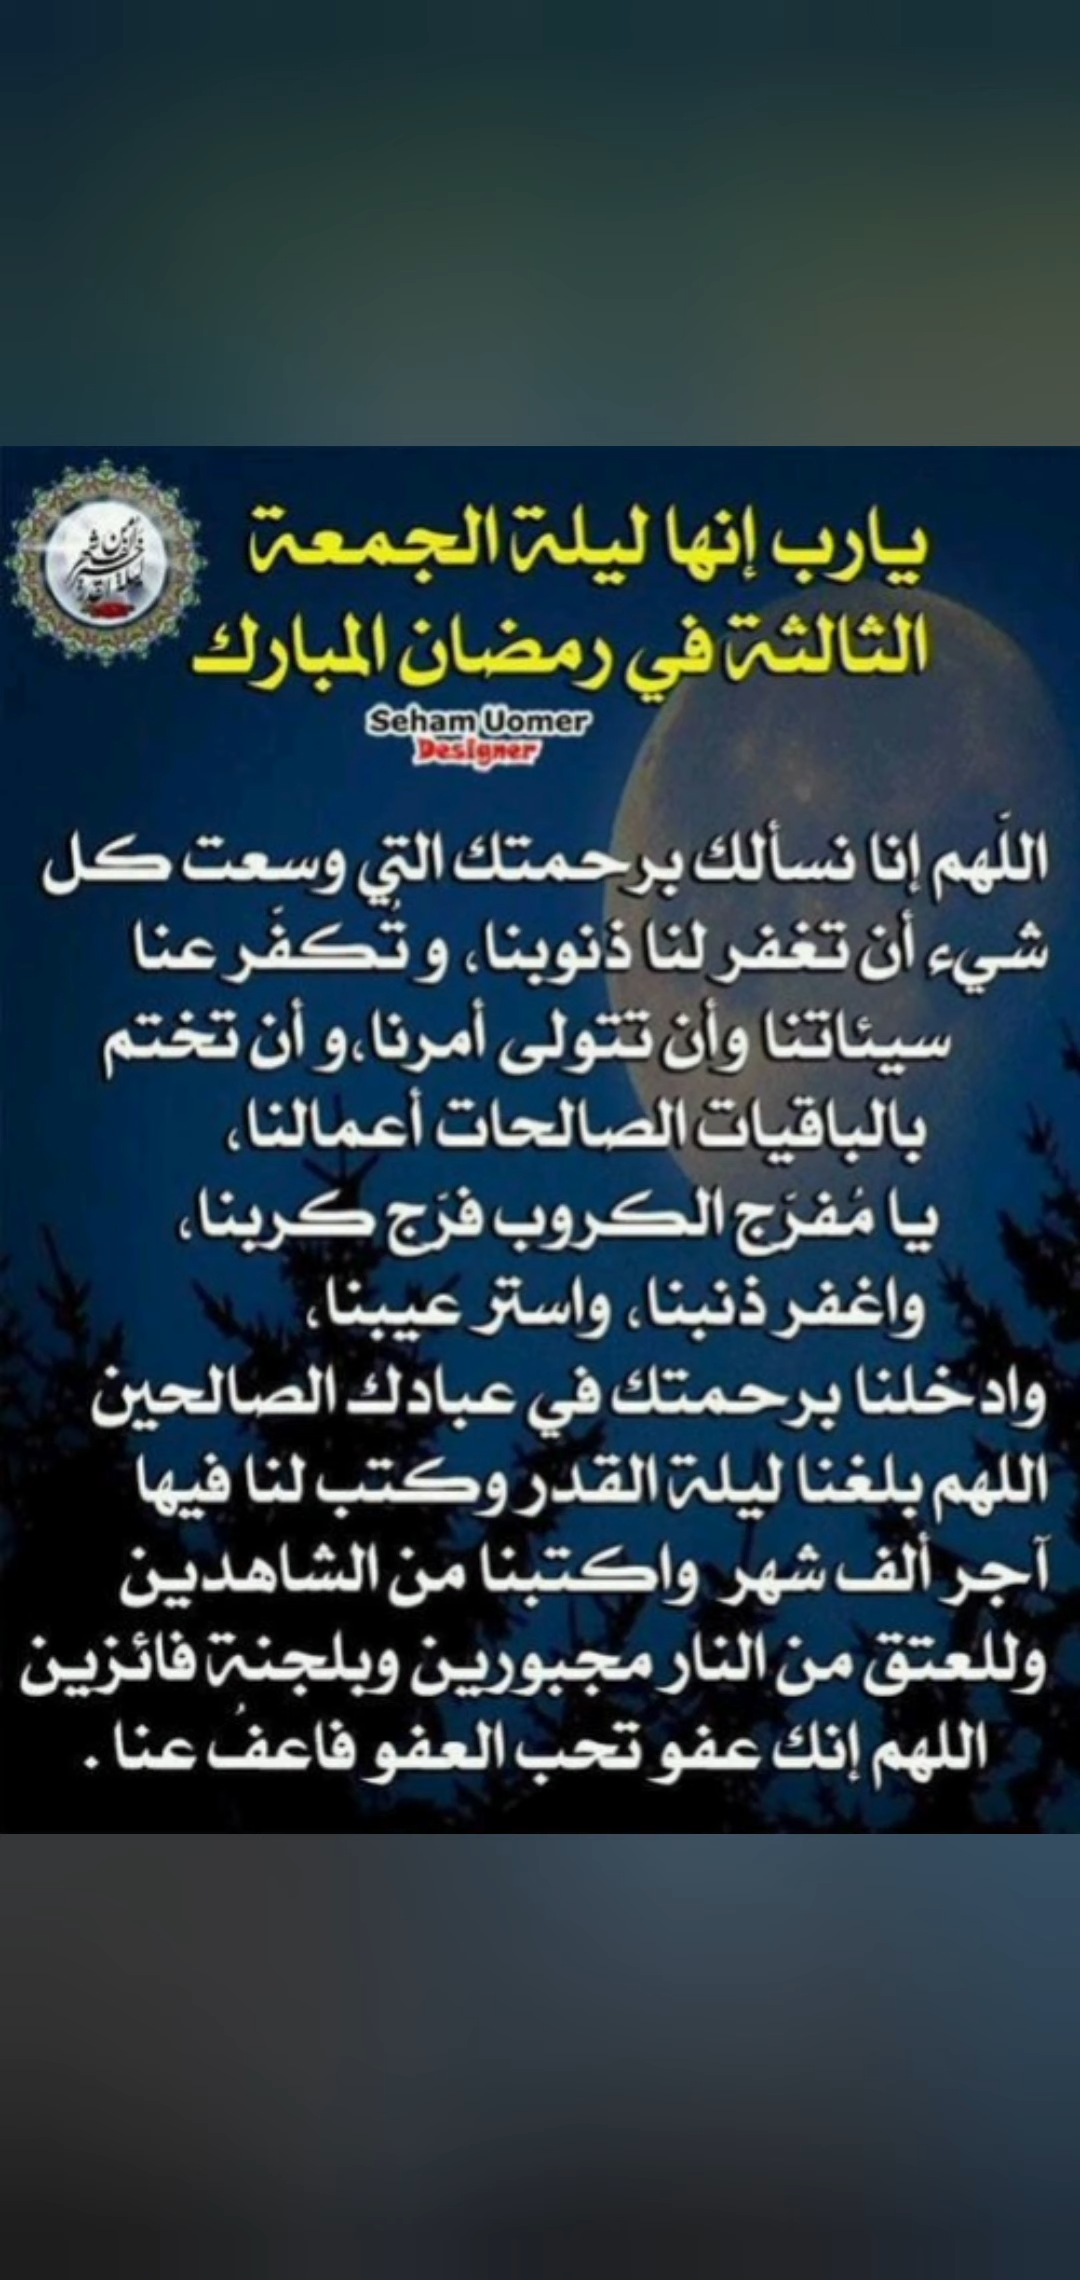 يارب إنها ليلة الجمعة
الثالثة في رمضان المبارك
Seham Uomer
Designer
اللّهم إنا نسألك برحمتك التي وسعت كل
شيء أن تغفر لنا ذنوبنا، و تُكفّر عنا
سيئاتنا وأن تتولى أمرنا،و أن تختم
بالباقيات الصالحات أعمالنا،
يا مُفرَج الكروب فرَج كربنا،
واغفر ذنبنا، واستر عيبنا،
وادخلنا برحمتك في عبادك الصالحين
اللهم بلغنا ليلة القدر وكتب لنا فيها
آجر ألف شهر واكتبنا من الشاهدين
وللعتق من النار مجبورين وبلجنة فائزين
اللهم إنك عفو تحب العفو فاعفُ عنا .